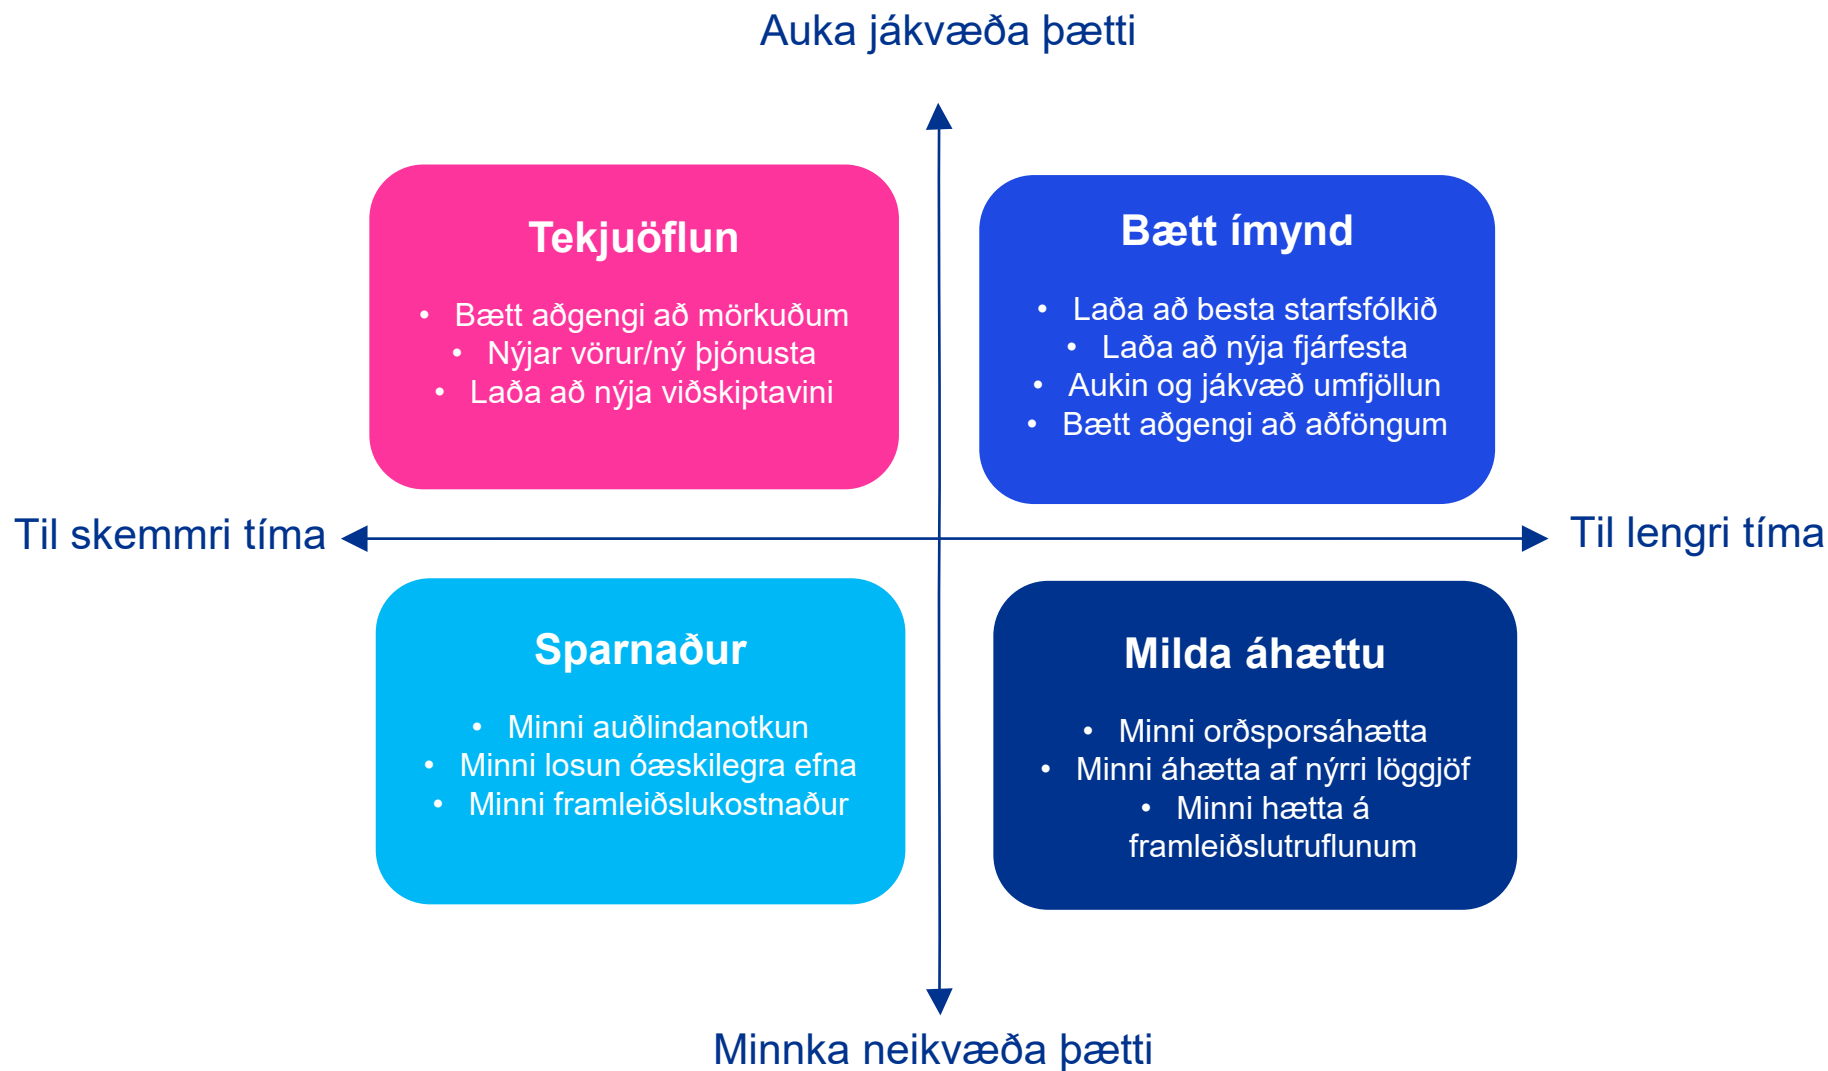 Auka jákvæða þætti
Tekjuöflun
• Bætt aðgengi að mörkuðum
• Nýjar vörur/ný þjónusta
• Laða að nýja viðskiptavini
Bætt ímynd
• Laða að besta starfsfólkið
• Laða að nýja fjárfesta
• Aukin og jákvæð umfjöllun
• Bætt aðgengi að aðföngum
Til skemmri tíma
Til lengri tíma
Sparnaður
• Minni auðlindanotkun
• Minni losun óæskilegra efna
• Minni framleiðslukostnaður
Milda áhættu
• Minni orðsporsáhætta
• Minni áhætta af nýrri löggjöf
• Minni hætta á
framleiðslutruflunum
Minnka neikvæða þætti